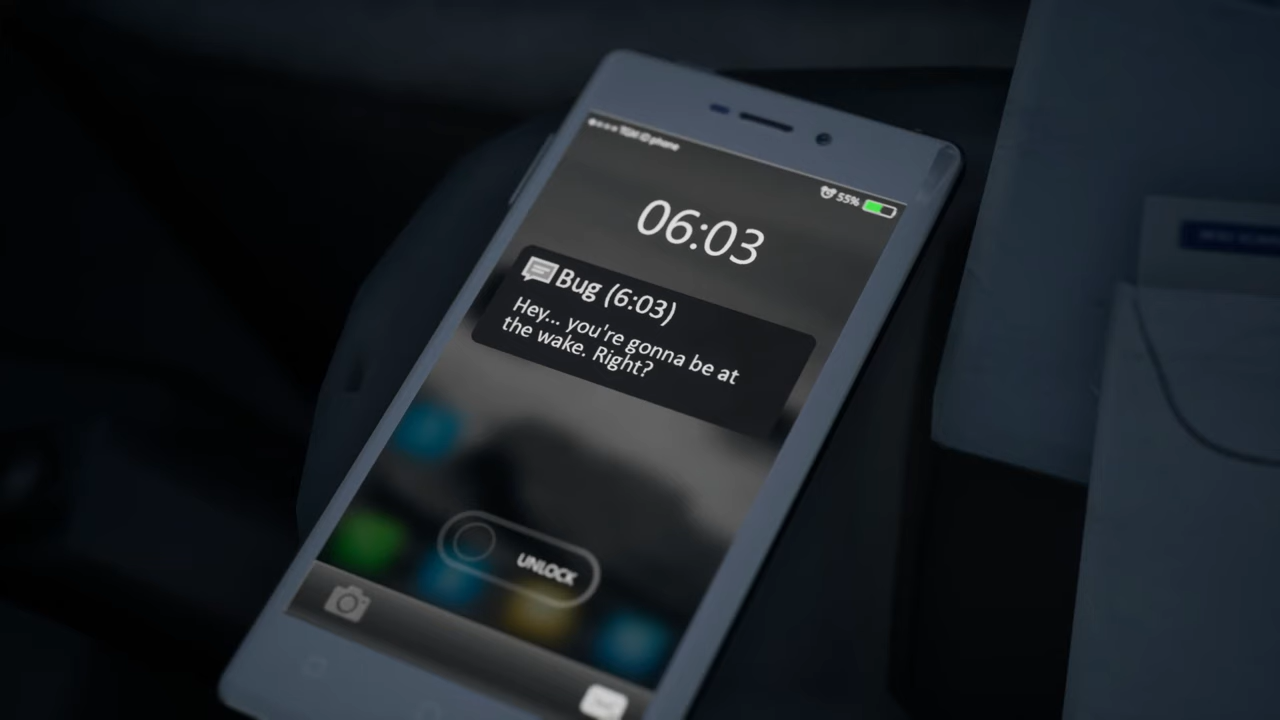 55%
06:03
Bug (6:03)
Hey... you're gonna be at
the wake. Right?
UNLOCK